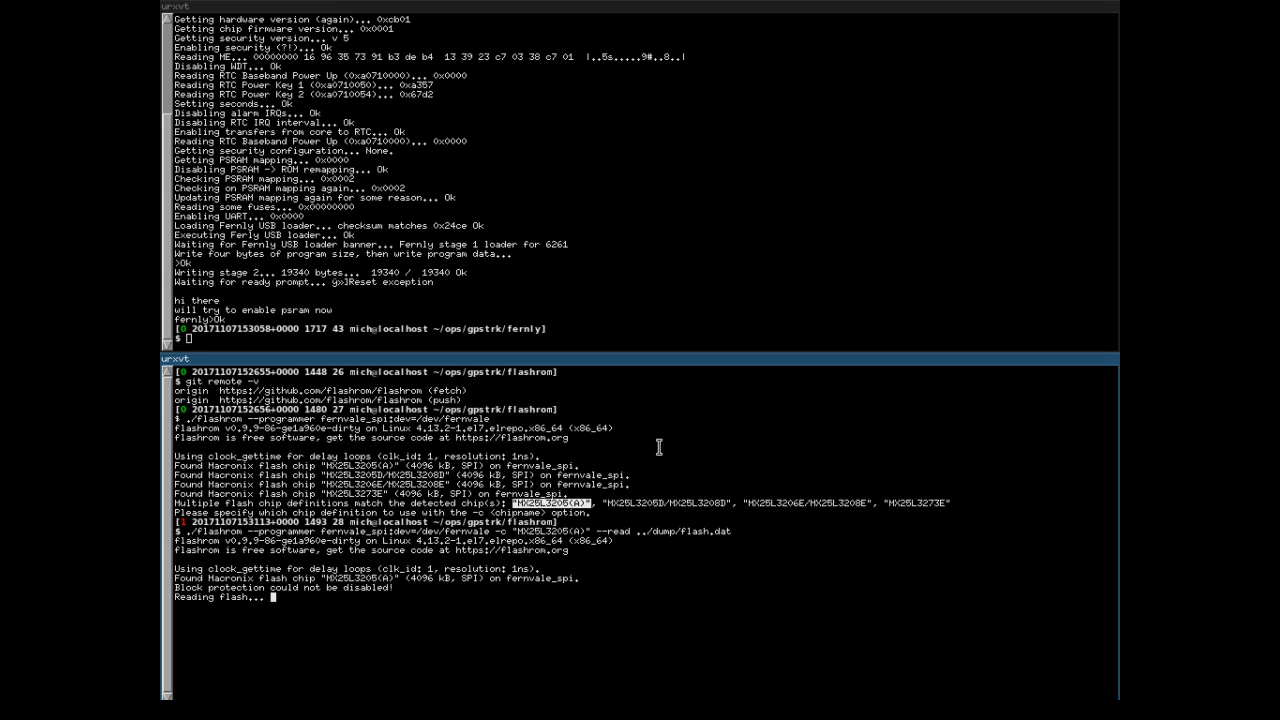 urxvt
Getting hardware version (again)... 0xcb01
Getting chip firmware version... 0x0001
Getting security version... v 5
Enabling security (?!)... Ok
Reading ME... 00000000 16 96 35 73 91 b3 de b4  13 39 23 c7 03 38 c7 01  |..5s.....9#..8..|
Disabling WDT... Ok
Reading RTC Baseband Power Up (0xa0710000)... 0x0000
Reading RTC Power Key 1 (0xa0710050)... 0xa357
Reading RTC Power Key 2 (0xa0710054)... 0x67d2
Setting seconds... Ok
Disabling alarm IRQs... Ok
Disabling RTC IRQ interval... Ok
Enabling transfers from core to RTC... Ok
Reading RTC Baseband Power Up (0xa0710000)... 0x0000
Getting security configuration... None.
Getting PSRAM mapping... 0x0000
Disabling PSRAM -> ROM remapping... Ok
Checking PSRAM mapping... 0x0002
Checking on PSRAM mapping again... 0x0002
Updating PSRAM mapping again for some reason... Ok
Reading some fuses... 0x00000000
Enabling UART... 0x0000
Loading Fernly USB loader... checksum matches 0x24ce Ok
Executing Ferly USB loader... Ok
Waiting for Fernly USB loader banner... Fernly stage 1 loader for 6261
Write four bytes of program size, then write program data...
>Ok
Writing stage 2... 19340 bytes...  19340 /  19340 Ok
Waiting for ready prompt... ÿ»]Reset exception
hi there
will try to enable psram now
fernly>Ok
[0 20171107153058+0000 1717 43 mich@localhost ~/ops/gpstrk/fernly]
$
urxvt
[0 20171107152655+0000 1448 26 mich@localhost ~/ops/gpstrk/flashrom]
$ git remote -v
origin  https://github.com/flashrom/flashrom (fetch)
origin  https://github.com/flashrom/flashrom (push)
[0 20171107152656+0000 1480 27 mich@localhost ~/ops/gpstrk/flashrom]
$ ./flashrom --programmer fernvale_spi:dev=/dev/fernvale
flashrom v0.9.9-86-ge1a960e-dirty on Linux 4.13.2-1.el7.elrepo.x86_64 (x86_64)
flashrom is free software, get the source code at https://flashrom.org
Using clock_gettime for delay loops (clk_id: 1, resolution: 1ns).
Found Macronix flash chip "MX25L3205(A)" (4096 kB, SPI) on fernvale_spi.
Found Macronix flash chip "MX25L3205D/MX25L3208D" (4096 kB, SPI) on fernvale_spi.
Found Macronix flash chip "MX25L3206E/MX25L3208E" (4096 kB, SPI) on fernvale_spi.
Found Macronix flash chip "MX25L3273E" (4096 kB, SPI) on fernvale_spi.
Multiple flash chip definitions match the detected chip(s): "MX25L3205(A)", "MX25L3205D/MX25L3208D", "MX25L3206E/MX25L3208E", "MX25L3273E"
Please specify which chip definition to use with the -c <chipname> option.
[1 20171107153113+0000 1493 28 mich@localhost ~/ops/gpstrk/flashrom]
$ ./flashrom --programmer fernvale_spi:dev=/dev/fernvale -c "MX25L3205(A)" --read ../dump/flash.dat
flashrom v0.9.9-86-ge1a960e-dirty on Linux 4.13.2-1.el7.elrepo.x86_64 (x86_64)
flashrom is free software, get the source code at https://flashrom.org
Using clock_gettime for delay loops (clk_id: 1, resolution: 1ns).
Found Macronix flash chip "MX25L3205(A)" (4096 kB, SPI) on fernvale_spi.
Block protection could not be disabled!
Reading flash...